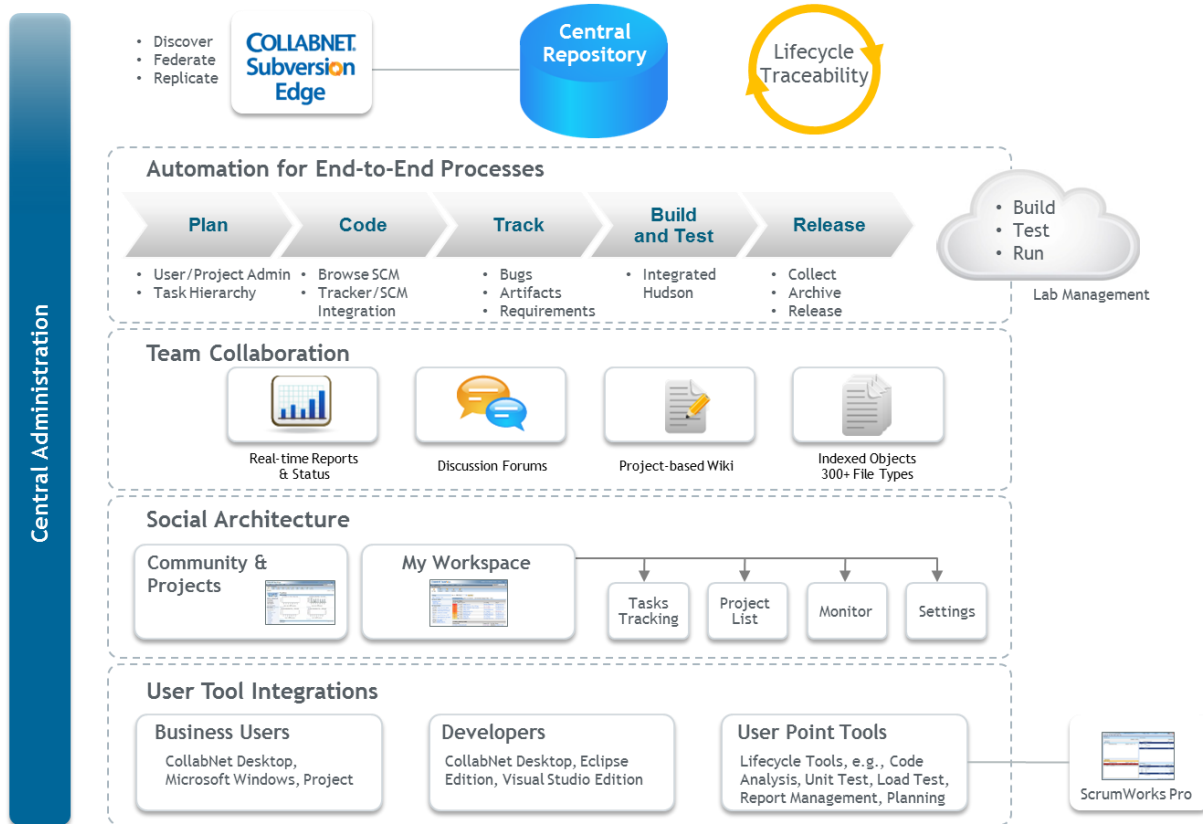 Central Administration
• Discover
• Federate
• Replicate
COLLABNET
Subversion
Edge
Central
Repository
Lifecycle
Traceability
Automation for End-to-End Processes
Plan
Code
Track
Build
and Test
Release
• User/Project Admin
• Task Hierarchy
• Browse SCM
• Tracker/SCM
Integration
• Bugs
• Artifacts
• Requirements
• Integrated
Hudson
• Collect
• Archive
• Release
• Build
• Test
• Run
Lab Management
Team Collaboration
Real-time Reports
& Status
Discussion Forums
Project-based Wiki
Indexed Objects
300+ File Types
Social Architecture
Community &
Projects
My Workspace
Tasks
Tracking
Project
List
Monitor
Settings
User Tool Integrations
Business Users
CollabNet Desktop,
Microsoft Windows, Project
Developers
CollabNet Desktop, Eclipse
Edition, Visual Studio Edition
User Point Tools
Lifecycle Tools, e.g., Code
Analysis, Unit Test, Load Test,
Report Management, Planning
ScrumWorks Pro